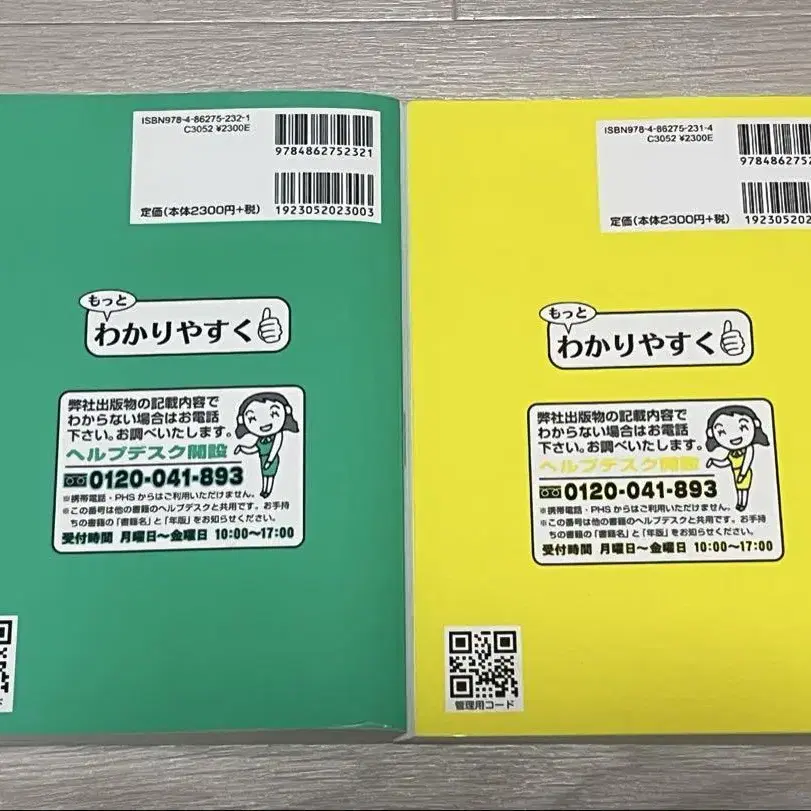 ISBN978-4-86275-232-1
C3052 ¥2300E
9784862752321
定価(本体2300円+税)
1923052023003
もっと
わかりやすく
弊社出版物の記載内容で
わからない場合はお電話
下さい。お調べいたします。
ヘルプデスク開設
0120-041-893
※携帯電話・PHSからはご利用いただけません。
※この番号は他の書籍のヘルプデスクと共用です。お手持
ちの書籍の「書籍名」と「年版」をお知らせください。
受付時間 月曜日〜金曜日 10:00〜17:00
ISBN978-4-86275-231-4
C3052 ¥2300E
9784862752
定価(本体2300円+税)
192305202
もっと
わかりやすく
弊社出版物の記載内容で
わからない場合はお電話
下さい。お調べいたします。
ヘルプデスク開設
0120-041-893
※携帯電話・PHSからはご利用いただけません。
※この番号は他の書籍のヘルプデスクと共用です。お手持
ちの書籍の「書籍名」と「年版」をお知らせください。
受付時間 月曜日〜金曜日 10:00〜17:00
管理用コード